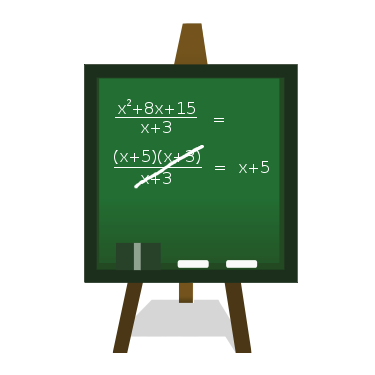 x²+8x+15
x+3 =
(x+5)(x+3)
x+3 = x+5